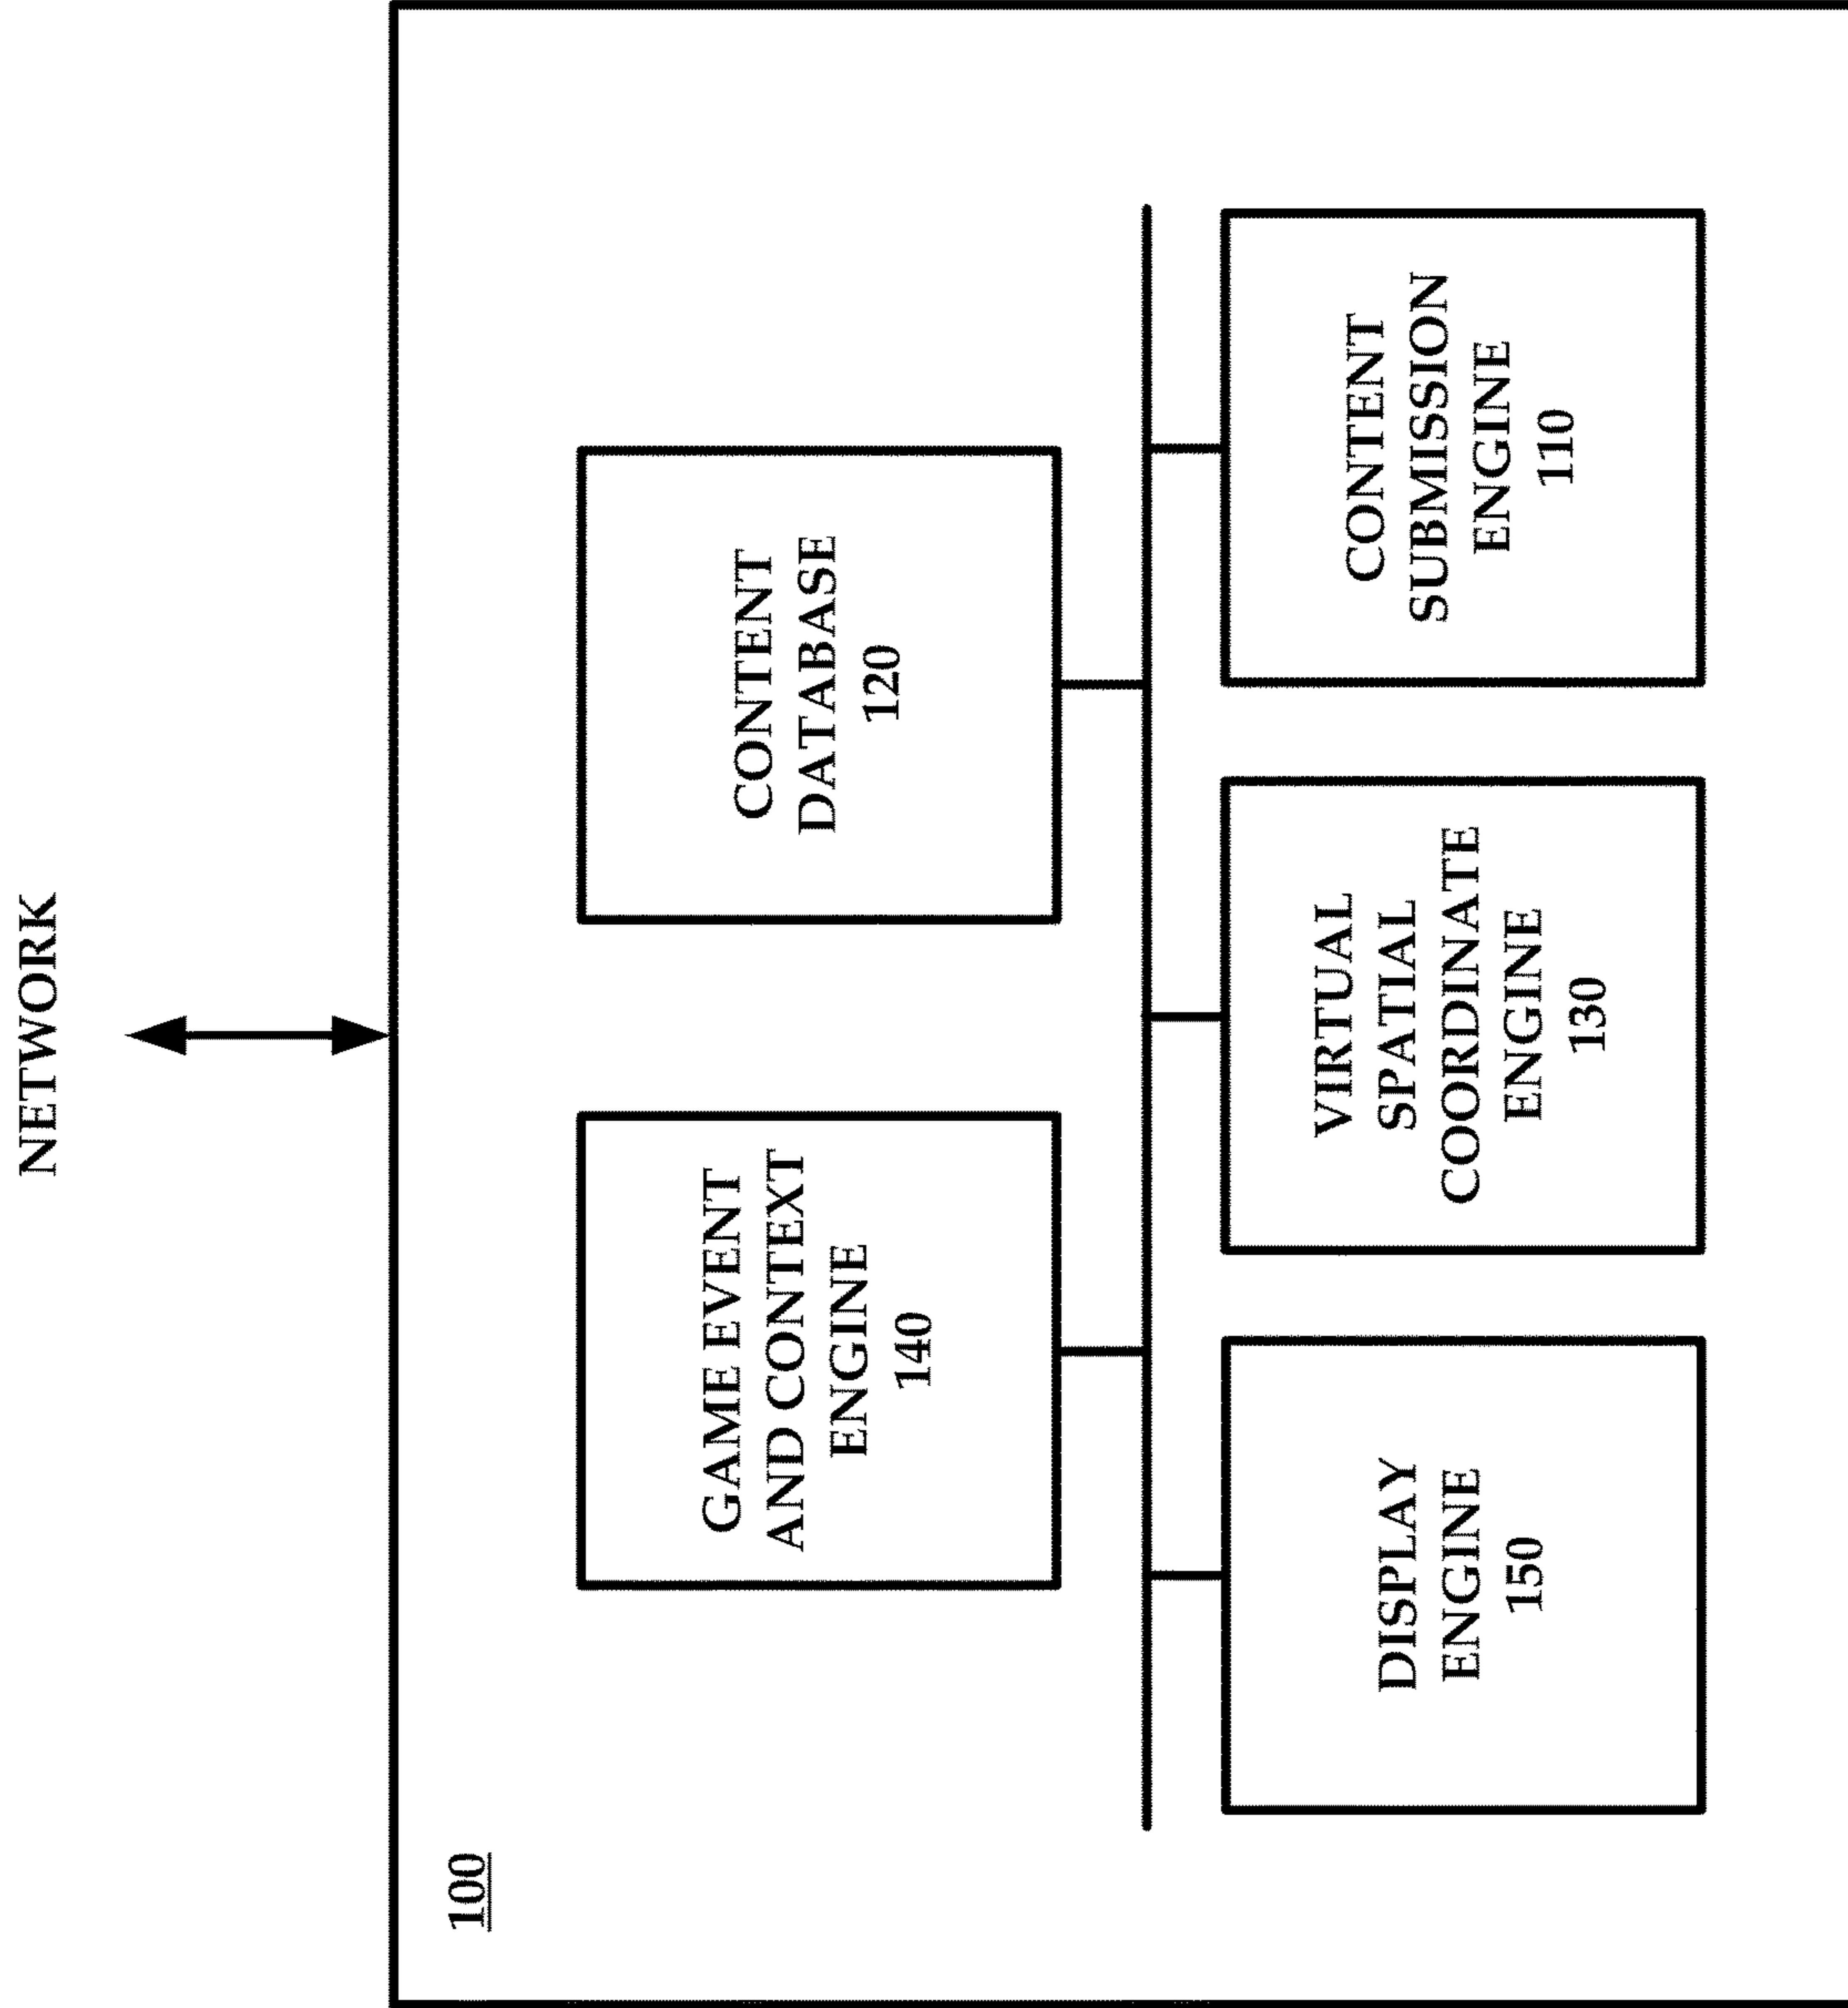 NETWORK
100
GAME EVENT
AND CONTEXT
ENGINE
140
CONTENT
DATABASE
120
DISPLAY
ENGINE
150
VIRTUAL
SPATIAL
COORDINATE
ENGINE
130
CONTENT
SUBMISSION
ENGINE
110